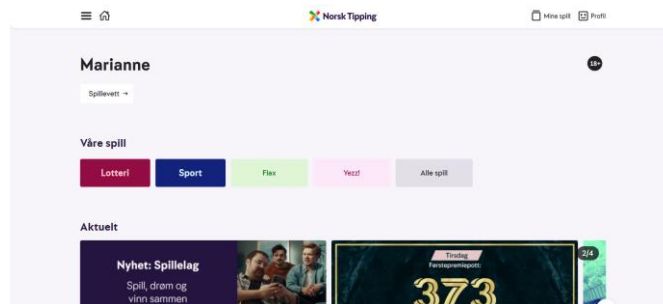 Norsk Tipping
Mine spill
Profil
Marianne
18+
Spillevett →
Våre spill
Lotteri
Sport
Flax
Yezz!
Alle spill
Aktuelt
Nyhet: Spillelag
Spill, drøm og
vinn sammen
Tirsdag
Førstepremiepott:
373
2/4